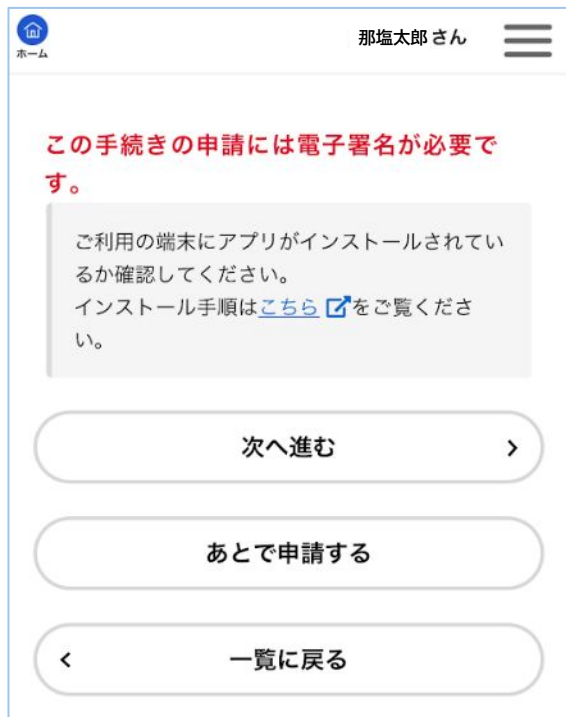 ホーム
那塩太郎 さん
この手続きの申請には電子署名が必要で
す。
ご利用の端末にアプリがインストールされてい
るか確認してください。
インストール手順はこちら をご覧くださ
い。
次へ進む
あとで申請する
一覧に戻る